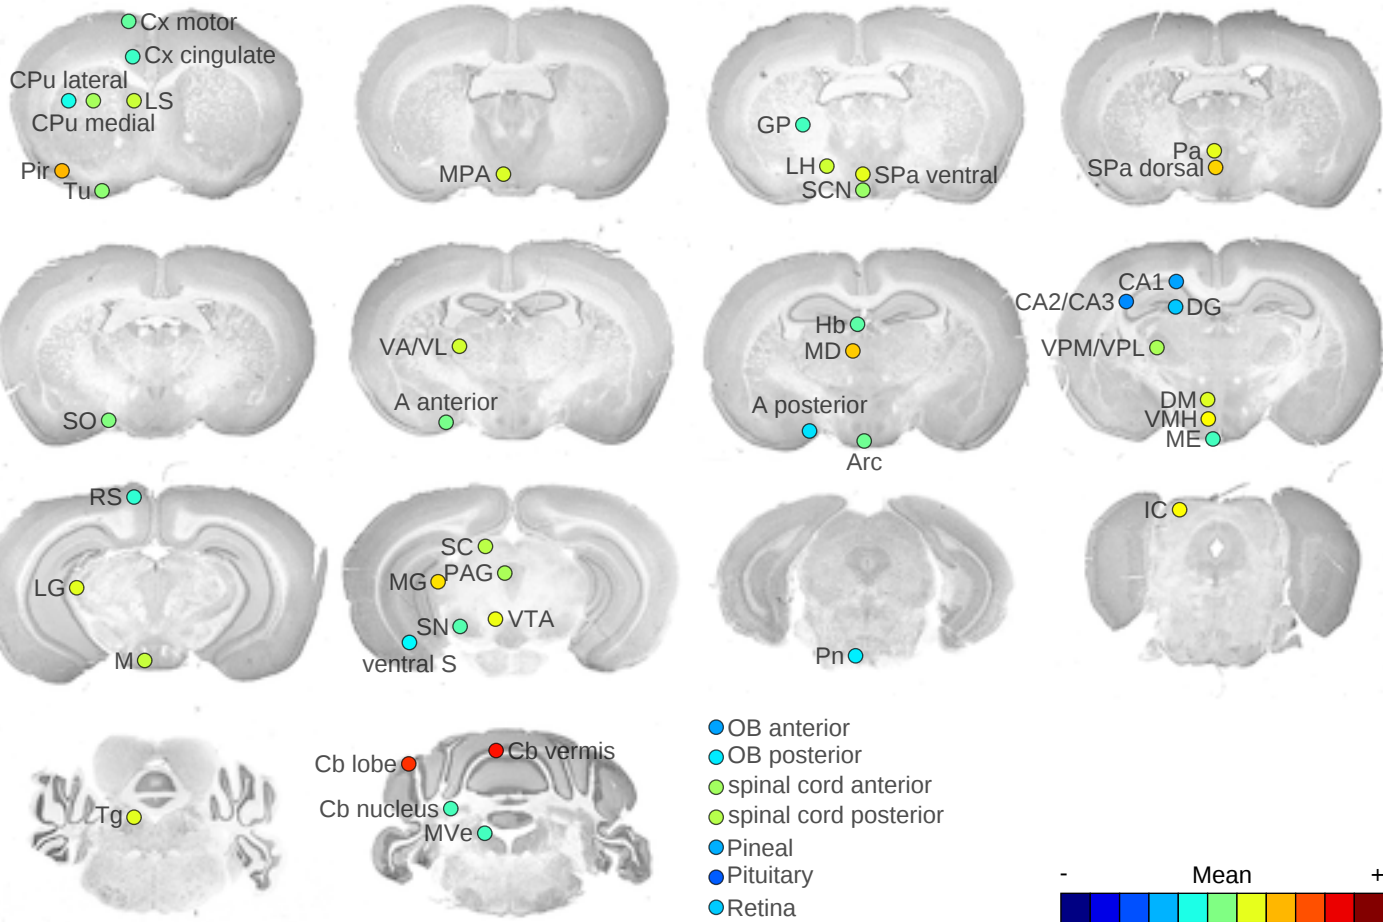 Cx motor
Cx cingulate
CPu lateral
LS
CPu medial
Pir
Tu
MPA
GP
LH
SPa ventral
SCN
Pa
SPa dorsal
SO
VA/VL
A anterior
Hb
MD
A posterior
Arc
CA1
CA2/CA3
DG
VPM/VPL
DM
VMH
ME
RS
LG
M
SC
PAG
MG
VTA
SN
ventral S
Pn
IC
Tg
Cb lobe
Cb vermis
Cb nucleus
MVe
OB anterior
OB posterior
spinal cord anterior
spinal cord posterior
Pineal
Pituitary
Retina
- Mean +